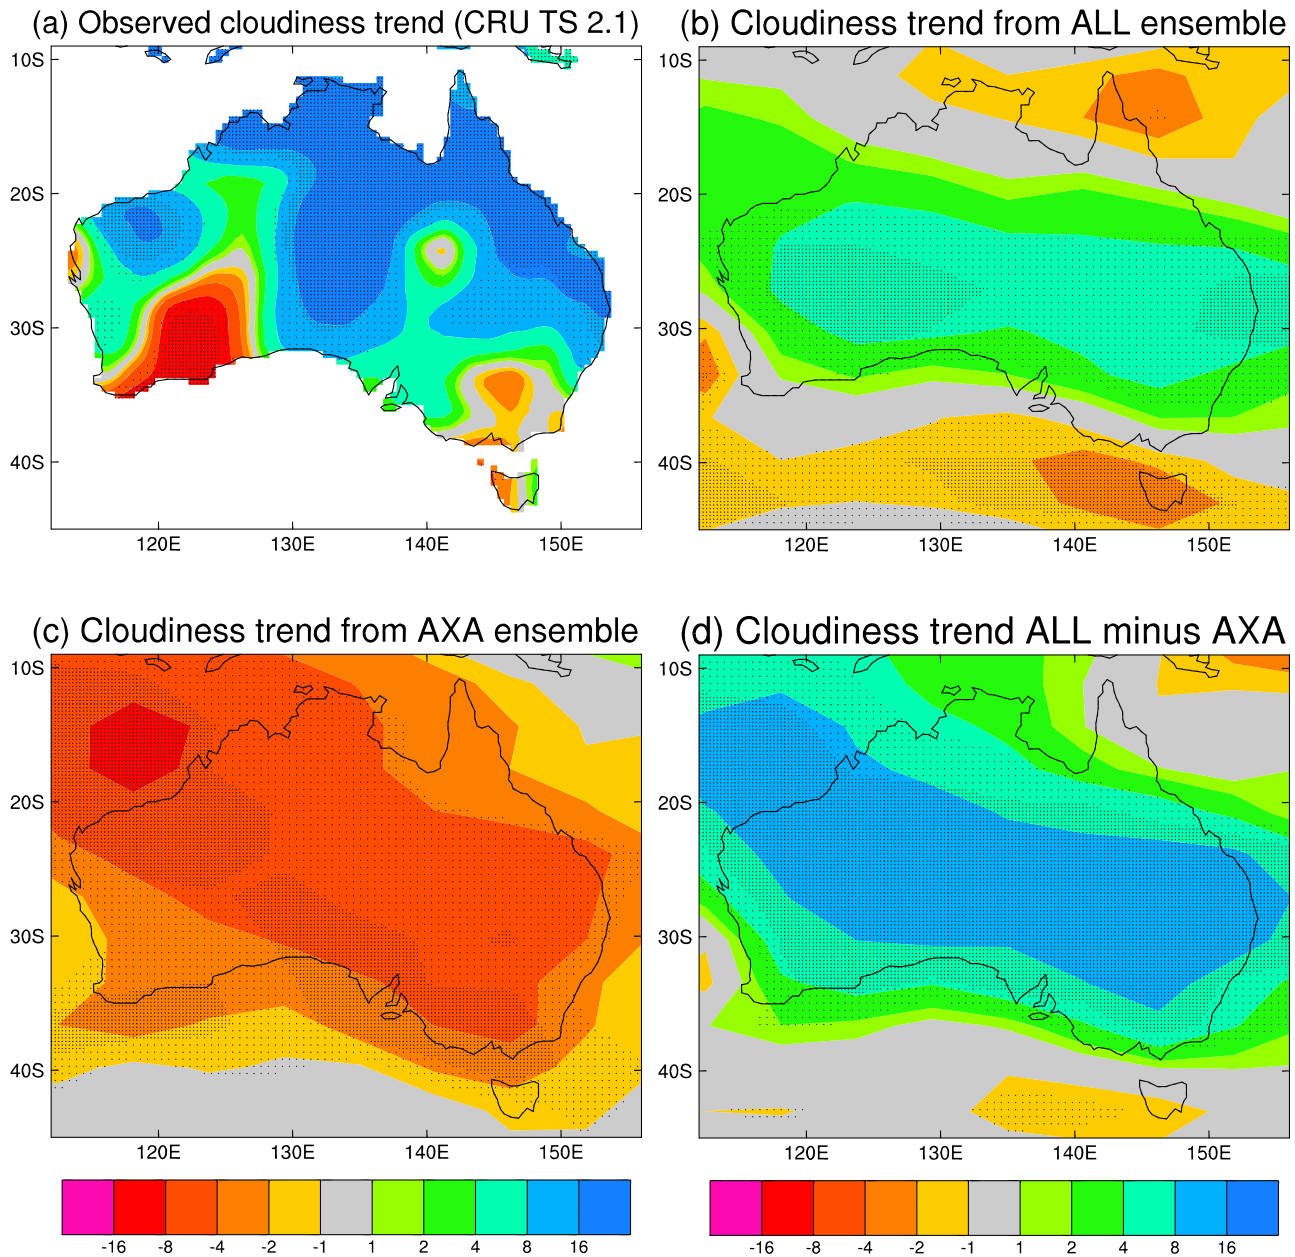 (a) Observed cloudiness trend (CRU TS 2.1)
(b) Cloudiness trend from ALL ensemble
10S
20S
30S
40S
120E 130E 140E 150E
10S
20S
30S
40S
120E 130E 140E 150E
(c) Cloudiness trend from AXA ensemble
(d) Cloudiness trend ALL minus AXA
10S
20S
30S
40S
120E 130E 140E 150E
10S
20S
30S
40S
120E 130E 140E 150E
-16 -8 -4 -2 -1 1 2 4 8 16
-16 -8 -4 -2 -1 1 2 4 8 16